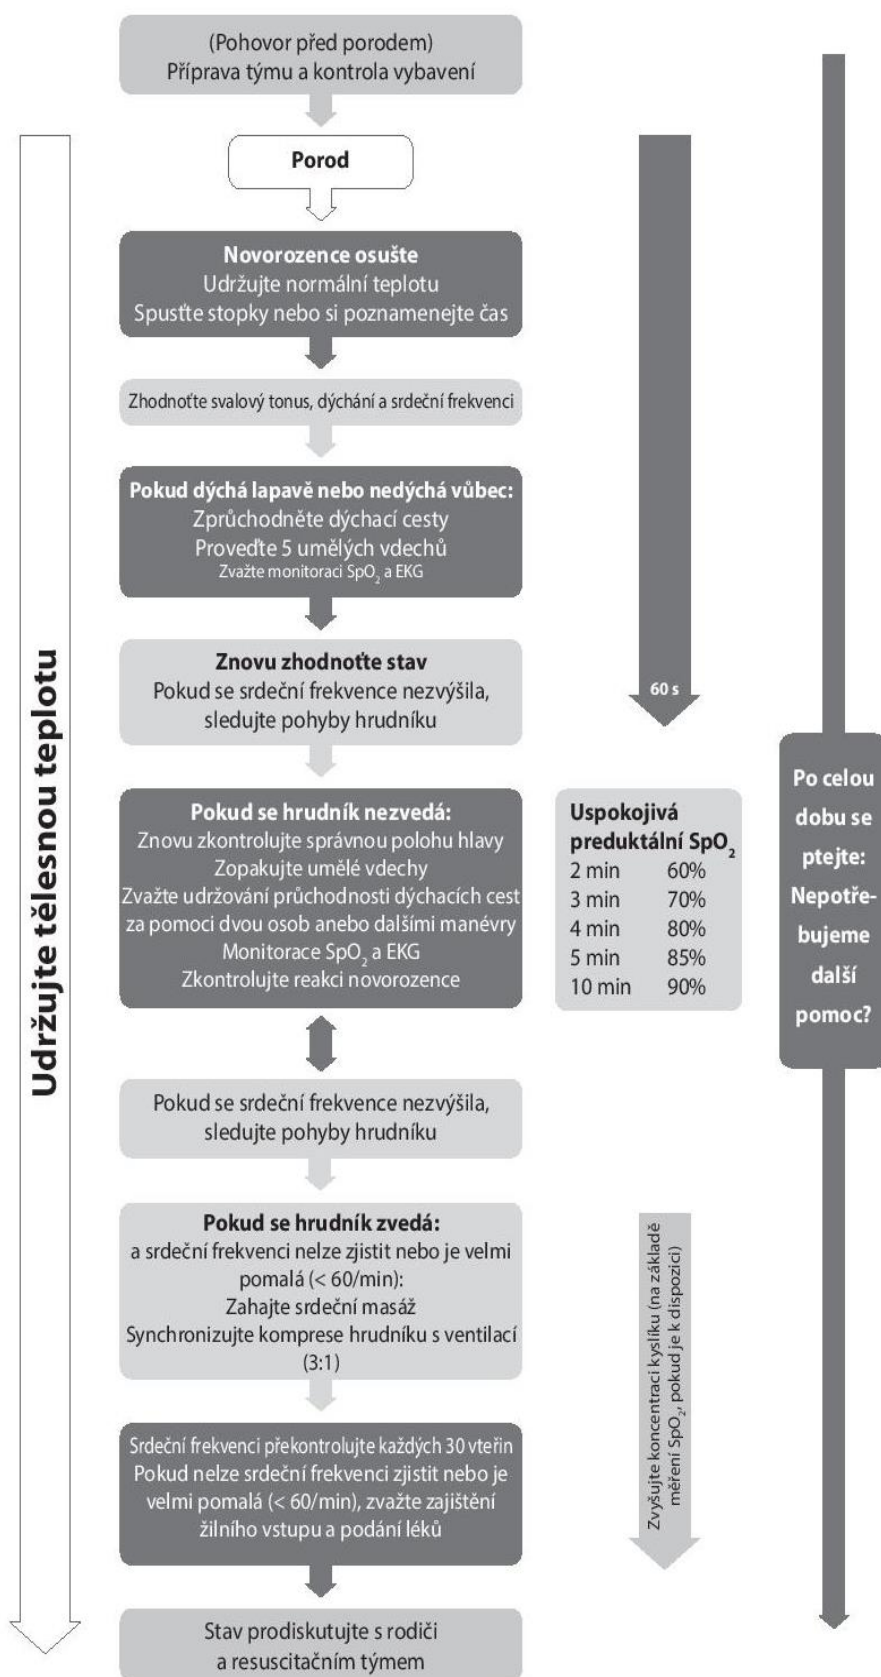 (Pohovor před porodem)
Příprava týmu a kontrola vybavení
Porod
Novorozence osušte
Udržujte normální teplotu
Spusťte stopky nebo si poznamenejte čas
Zhodnoťte svalový tonus, dýchání a srdeční frekvenci
Pokud dýchá lapavě nebo nedýchá vůbec:
Zprůchodněte dýchací cesty
Proveďte 5 umělých vdechů
Zvažte monitoraci SpO₂ a EKG
Znovu zhodnoťte stav
Pokud se srdeční frekvence nezvýšila,
sledujte pohyby hrudníku
Pokud se hrudník nezvedá:
Znovu zkontrolujte správnou polohu hlavy
Zopakujte umělé vdechy
Zvažte udržování průchodnosti dýchacích cest
za pomoci dvou osob anebo dalšími manévry
Monitorace SpO₂ a EKG
Zkontrolujte reakci novorozence
Pokud se srdeční frekvence nezvýšila,
sledujte pohyby hrudníku
Pokud se hrudník zvedá:
a srdeční frekvenci nelze zjistit nebo je velmi
pomalá (< 60/min):
Zahajte srdeční masáž
Synchronizujte komprese hrudníku s ventilací
(3:1)
Srdeční frekvenci překontrolujte každých 30 vteřin
Pokud nelze srdeční frekvenci zjistit nebo je
velmi pomalá (< 60/min), zvažte zajištění
žilního vstupu a podání léků
Stav prodiskutujte s rodiči
a resuscitačním týmem
Udržujte tělesnou teplotu
60 s
Uspokojivá
preduktální SpO₂
2 min 60%
3 min 70%
4 min 80%
5 min 85%
10 min 90%
Zvyšujte koncentraci kyslíku (na základě
měření SpO₂, pokud je k dispozici)
Po celou
dobu se
ptejte:
Nepotře-
bujeme
další
pomoc?